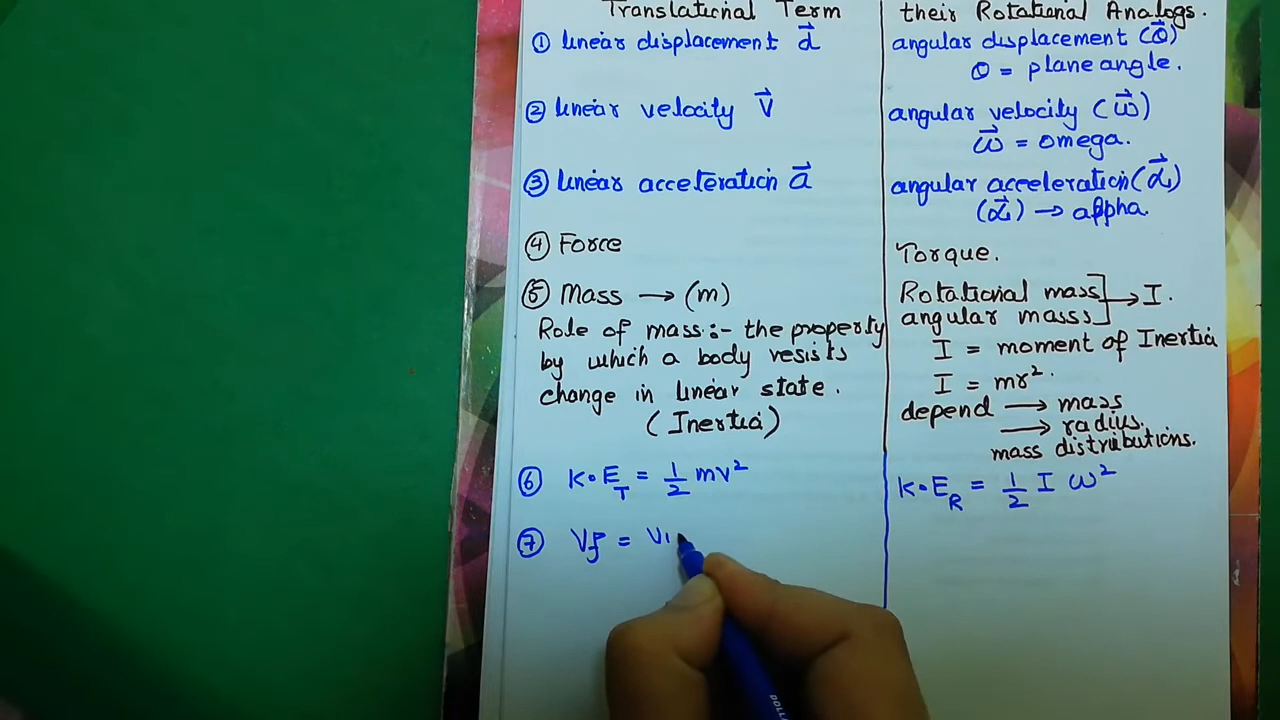 Translational Term
their Rotational Analogs.
① linear displacement d⃗
angular displacement (θ⃗)
θ = plane angle.
② linear velocity V⃗
angular velocity (ω⃗)
ω⃗ = omega.
③ linear acceleration a⃗
angular acceleration (α⃗)
(α⃗) → alpha.
④ Force
Torque.
⑤ Mass → (m)
Rotational mass
angular masss
→ I.
Role of mass:- the property
by which a body resists
change in linear state.
(Inertia)
I = moment of Inertia
I = mr².
depend → mass
→ radius.
mass distributions.
⑥ K.E_T = 1/2 mv²
K.E_R = 1/2 I ω²
⑦ Vf = Vi
DOLL